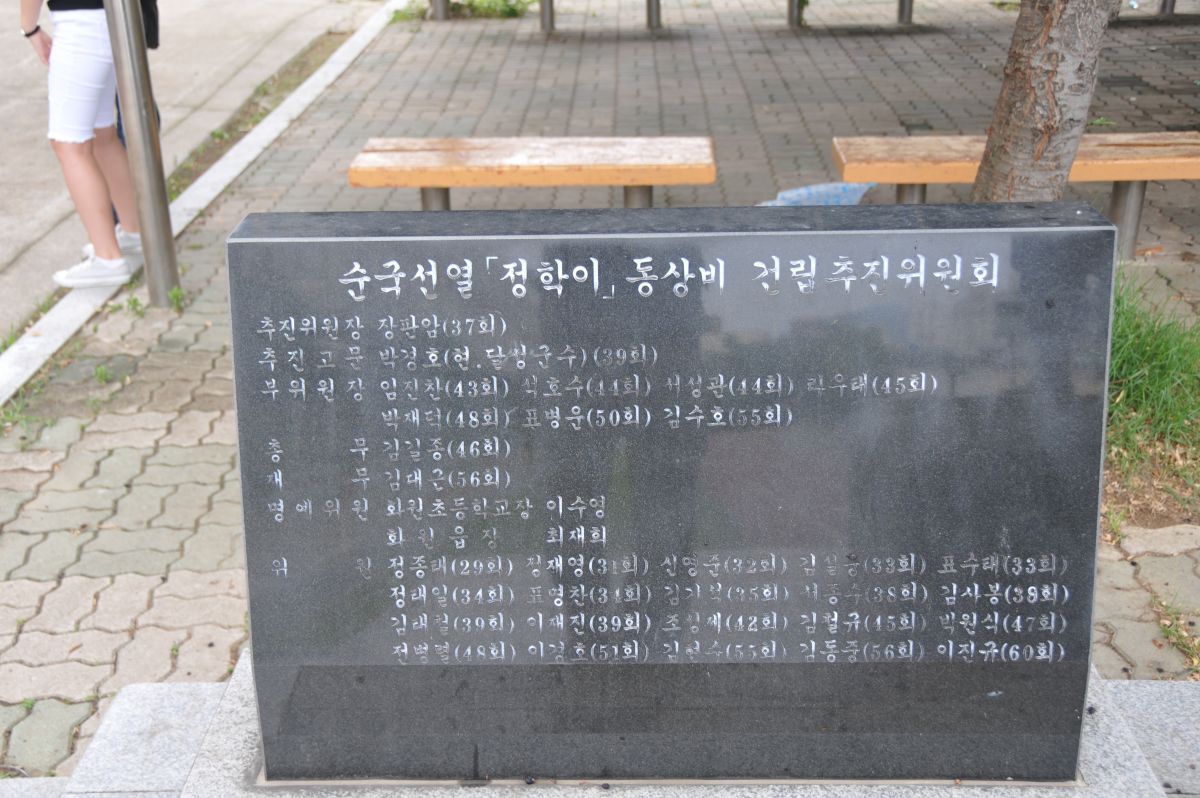 순국선열「정학이」동상비 건립추진위원회
추진위원장 장판암(37회)
추진고문 박경호(현.달성군수)(39회)
부위원장 임진찬(43회) 석호수(44회) 서성관(44회) 곽우태(45회)
박재덕(48회) 표병운(50회) 김수호(55회)
총 무 김길종(46회)
재 무 김대근(56회)
명예위원 화원초등학교장 이수영
화원읍장 최재희
위 원 정종태(29회) 정재영(31회) 신영준(32회) (33회) 표수태(33회)
정태일(34회) 표명찬(34회) (35회) 서종수(38회) 김사봉(38회)
김태철(39회) 이재진(39회) 조성제(42회) 김철규(45회) 박원식(47회)
전병렬(48회) 이경호(51회) 김현수(55회) 김동중(56회) 이진규(60회)